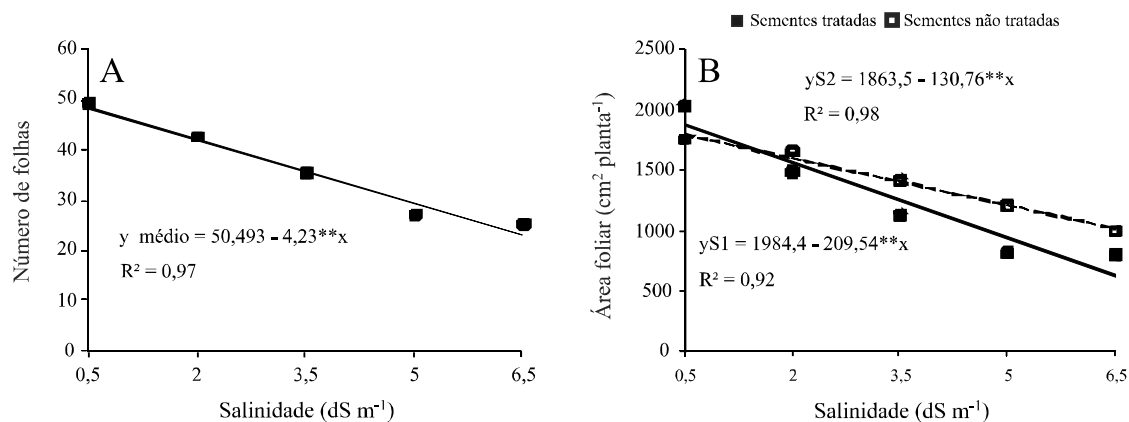 A
Número de folhas
60
50
40
30
20
10
0
y médio = 50,493 – 4,23**x
R² = 0,97
0,5 2 3,5 5 6,5
Salinidade (dS m⁻¹)
Sementes tratadas Sementes não tratadas
B
Área foliar (cm² planta⁻¹)
2500
2000
1500
1000
500
0
yS2 = 1863,5 – 130,76**x
R² = 0,98
yS1 = 1984,4 – 209,54**x
R² = 0,92
0,5 2 3,5 5 6,5
Salinidade (dS m⁻¹)